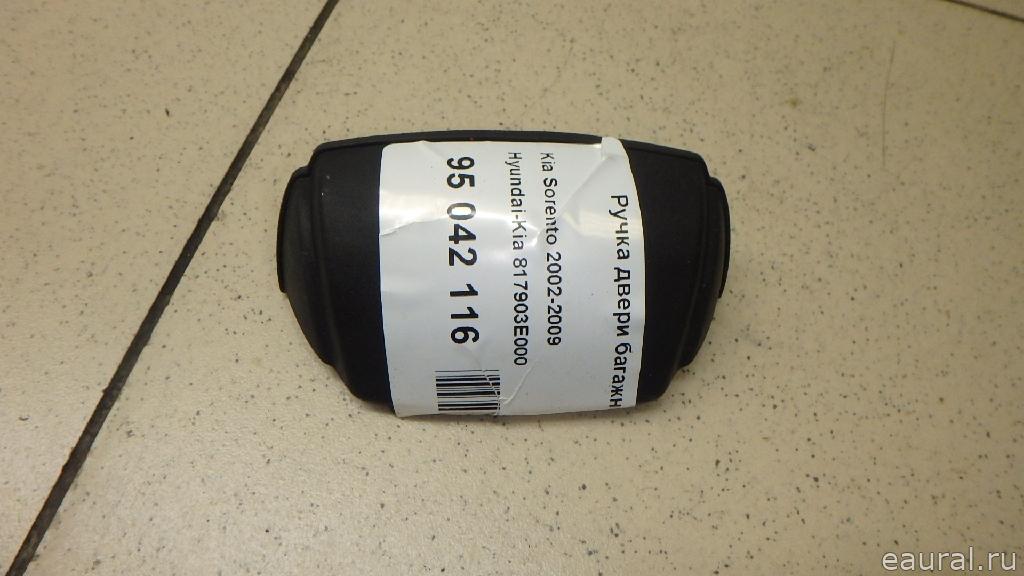 Ручка двери багажн
Kia Sorento 2002-2009
Hyundai-Kia 817903E000
95 042 116
eaural.ru